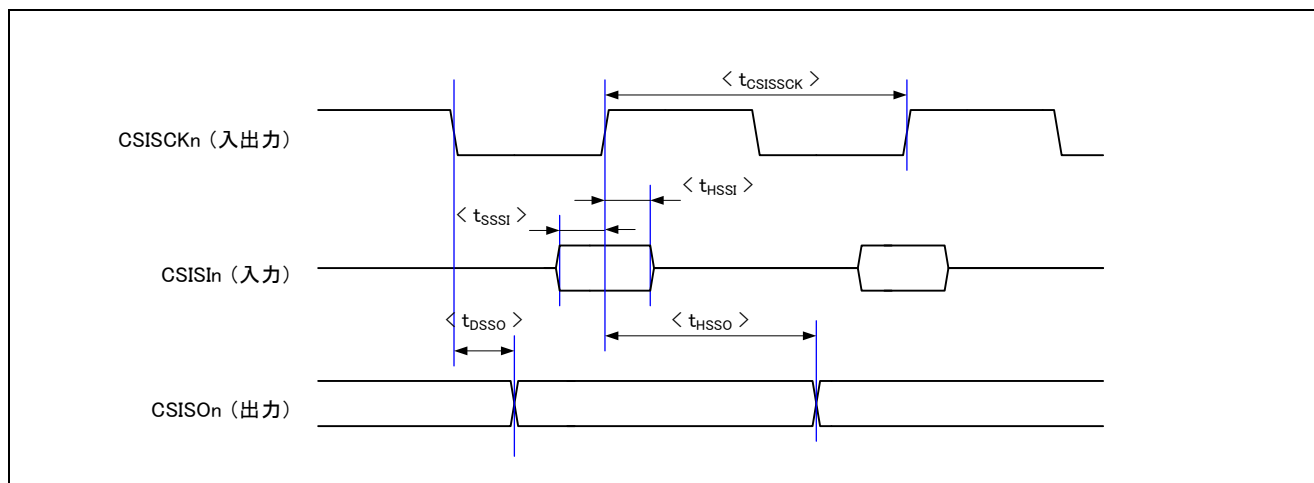 < tCSISSCK >
CSISCKn (入出力)
< tHSSI >
< tSSSI >
CSISIn (入力)
< tDSSO >
< tHSSO >
CSISOn (出力)